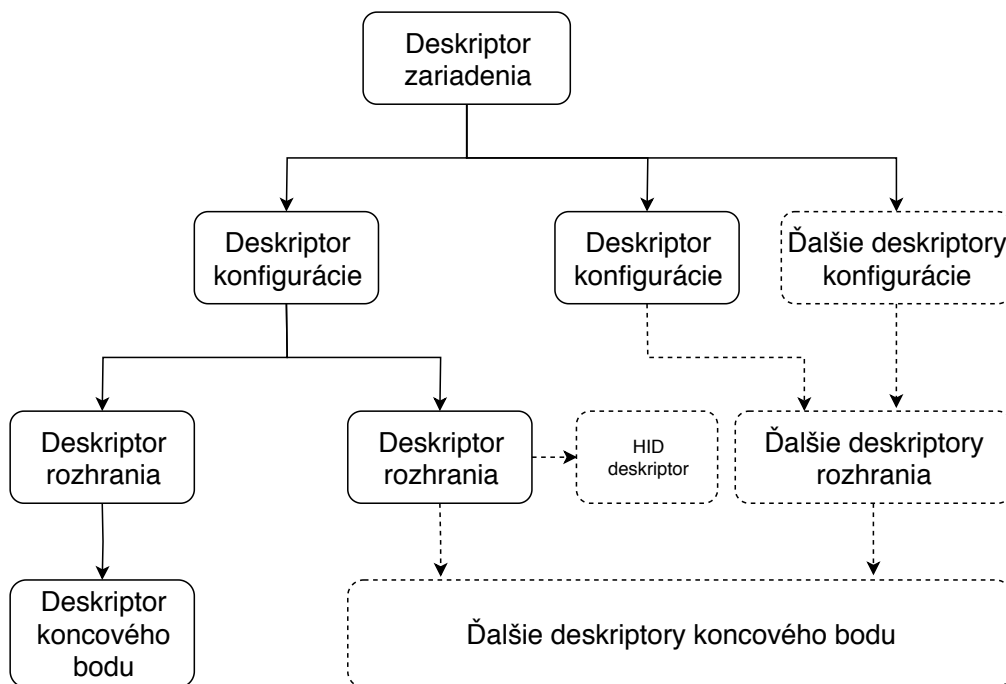 Deskriptor
zariadenia
Deskriptor
konfigurácie
Deskriptor
konfigurácie
Ďalšie deskriptory
konfigurácie
Deskriptor
rozhrania
Deskriptor
rozhrania
HID
deskriptor
Ďalšie deskriptory
rozhrania
Deskriptor
koncového
bodu
Ďalšie deskriptory koncového bodu